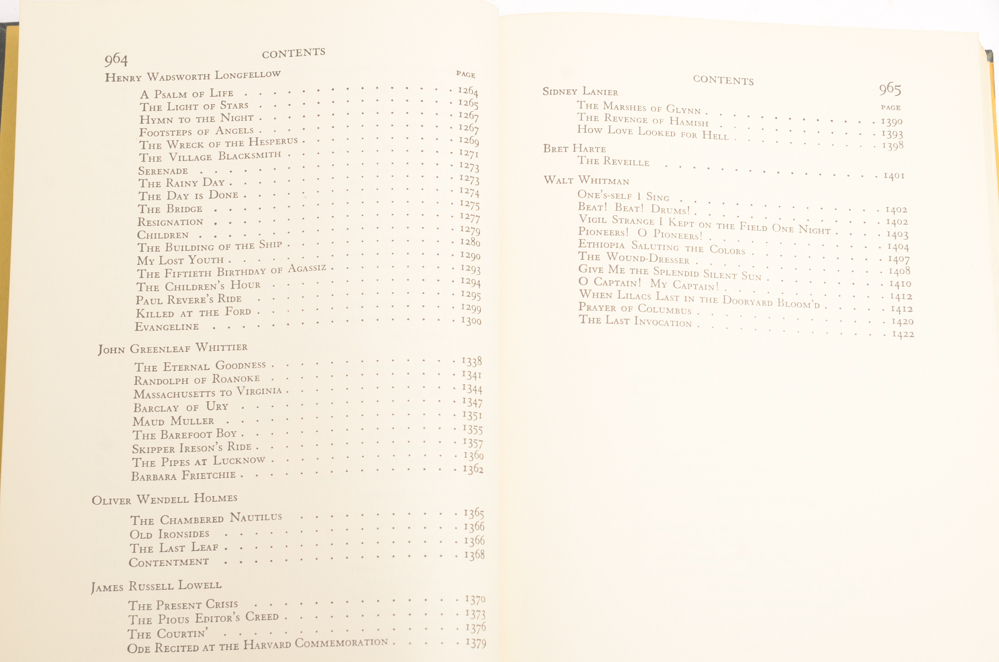 964 CONTENTS
Henry Wadsworth Longfellow PAGE
A Psalm of Life . . . . . . . . . . 1264
The Light of Stars . . . . . . . . . . 1265
Hymn to the Night . . . . . . . . . . 1267
Footsteps of Angels . . . . . . . . . . 1267
The Wreck of the Hesperus . . . . . . . . 1269
The Village Blacksmith . . . . . . . . 1271
Serenade . . . . . . . . . . . . 1273
The Rainy Day . . . . . . . . . . . 1273
The Day is Done . . . . . . . . . . 1274
The Bridge . . . . . . . . . . . 1275
Resignation . . . . . . . . . . . 1277
Children . . . . . . . . . . . . 1279
The Building of the Ship . . . . . . . . 1280
My Lost Youth . . . . . . . . . . . 1290
The Fiftieth Birthday of Agassiz . . . . . . 1293
The Children's Hour . . . . . . . . . 1294
Paul Revere's Ride . . . . . . . . . . 1295
Killed at the Ford . . . . . . . . . . 1299
Evangeline . . . . . . . . . . . 1300
John Greenleaf Whittier
The Eternal Goodness . . . . . . . . . 1338
Randolph of Roanoke . . . . . . . . . 1341
Massachusetts to Virginia . . . . . . . . 1344
Barclay of Ury . . . . . . . . . . 1347
Maud Muller . . . . . . . . . . . 1351
The Barefoot Boy . . . . . . . . . . 1355
Skipper Ireson's Ride . . . . . . . . . 1357
The Pipes at Lucknow . . . . . . . . . 1360
Barbara Frietchie . . . . . . . . . . 1362
Oliver Wendell Holmes
The Chambered Nautilus . . . . . . . . 1365
Old Ironsides . . . . . . . . . . . 1366
The Last Leaf . . . . . . . . . . . 1366
Contentment . . . . . . . . . . . 1368
James Russell Lowell
The Present Crisis . . . . . . . . . . 1370
The Pious Editor's Creed . . . . . . . . 1373
The Courtin' . . . . . . . . . . . 1376
Ode Recited at the Harvard Commemoration . . . . 1379
CONTENTS 965
Sidney Lanier PAGE
The Marshes of Glynn . . . . . . . . . 1390
The Revenge of Hamish . . . . . . . . . 1393
How Love Looked for Hell . . . . . . . . 1398
Bret Harte
The Reveille . . . . . . . . . . . 1401
Walt Whitman
One's-self I Sing . . . . . . . . . . 1402
Beat! Beat! Drums! . . . . . . . . . . 1402
Vigil Strange I Kept on the Field One Night . . . . 1403
Pioneers! O Pioneers! . . . . . . . . . 1404
Ethiopia Saluting the Colors . . . . . . . 1407
The Wound-Dresser . . . . . . . . . . 1408
Give Me the Splendid Silent Sun . . . . . . . 1410
O Captain! My Captain! . . . . . . . . . 1412
When Lilacs Last in the Dooryard Bloom'd . . . . . 1412
Prayer of Columbus . . . . . . . . . . 1420
The Last Invocation . . . . . . . . . . 1422